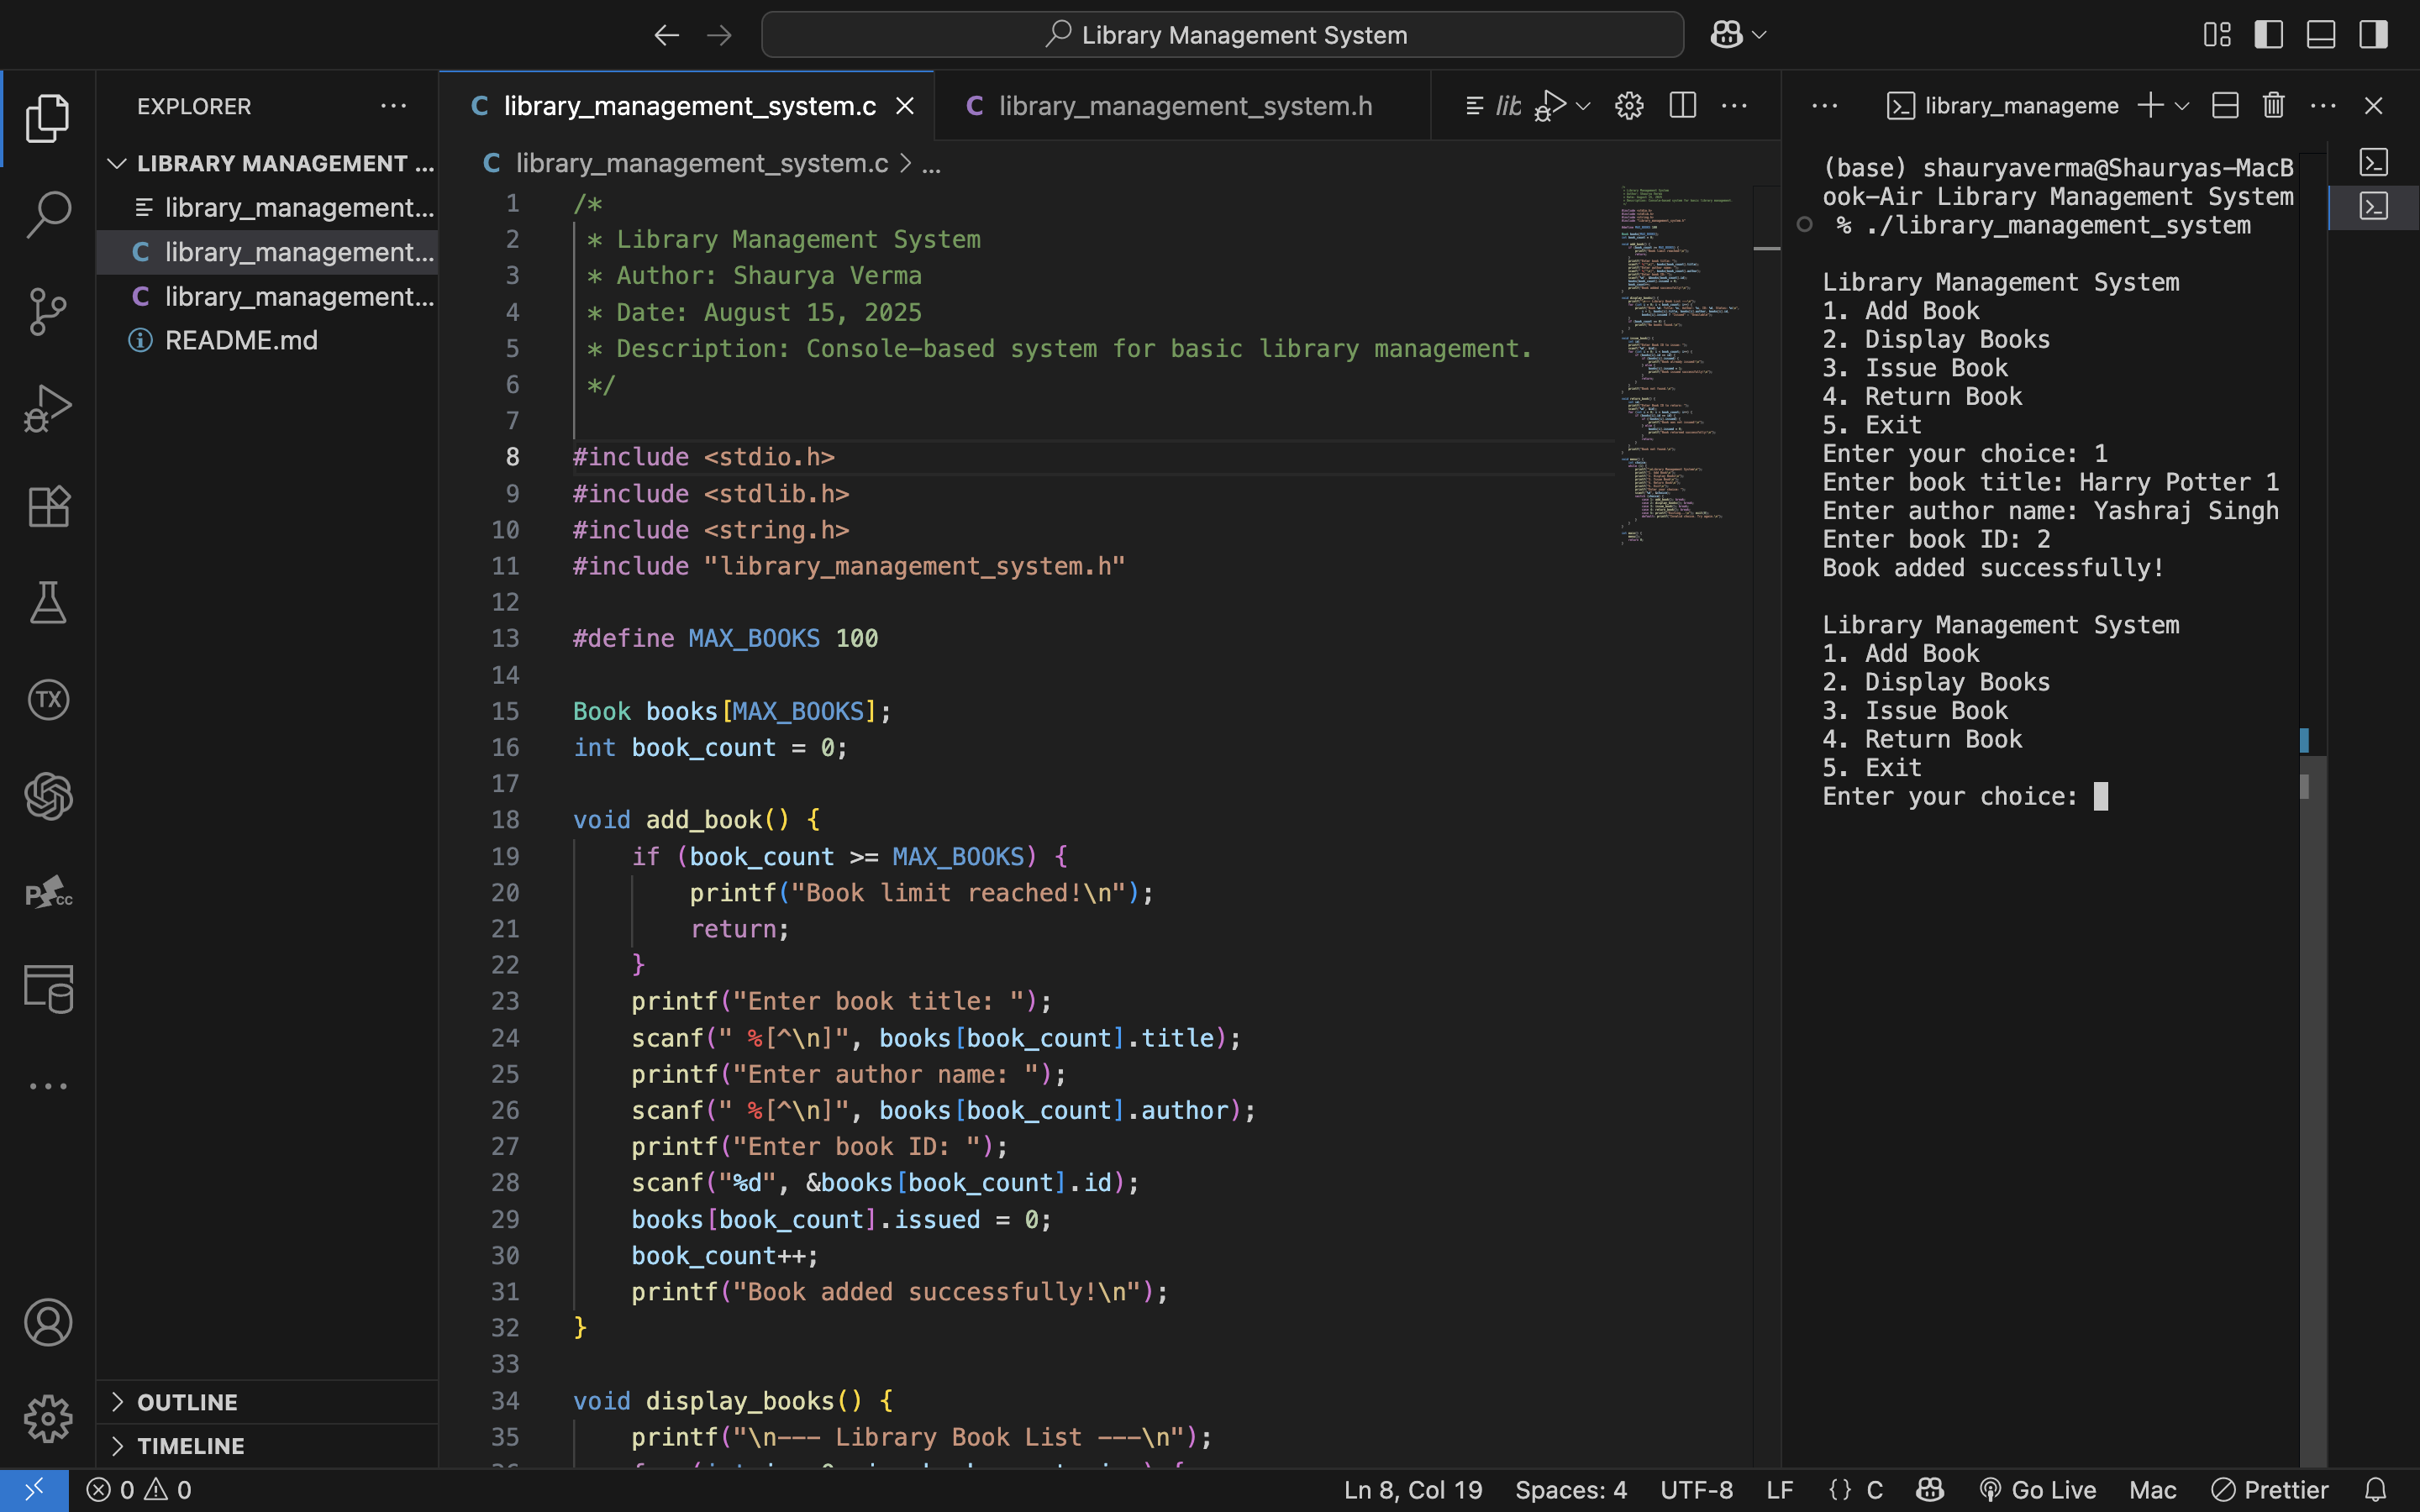 Library Management System
EXPLORER
LIBRARY MANAGEMENT ...
library_management...
library_management...
library_management...
README.md
OUTLINE
TIMELINE
library_management_system.c
library_management_system.h
lib
library_management_system.c > ...
1 /*
2 * Library Management System
3 * Author: Shaurya Verma
4 * Date: August 15, 2025
5 * Description: Console-based system for basic library management.
6 */
7
8 #include <stdio.h>
9 #include <stdlib.h>
10 #include <string.h>
11 #include "library_management_system.h"
12
13 #define MAX_BOOKS 100
14
15 Book books[MAX_BOOKS];
16 int book_count = 0;
17
18 void add_book() {
19 if (book_count >= MAX_BOOKS) {
20 printf("Book limit reached!\n");
21 return;
22 }
23 printf("Enter book title: ");
24 scanf(" %[^\n]", books[book_count].title);
25 printf("Enter author name: ");
26 scanf(" %[^\n]", books[book_count].author);
27 printf("Enter book ID: ");
28 scanf("%d", &books[book_count].id);
29 books[book_count].issued = 0;
30 book_count++;
31 printf("Book added successfully!\n");
32 }
33
34 void display_books() {
35 printf("\n--- Library Book List ---\n");
library_manageme
(base) shauryaverma@Shauryas-MacB
ook-Air Library Management System
% ./library_management_system
Library Management System
1. Add Book
2. Display Books
3. Issue Book
4. Return Book
5. Exit
Enter your choice: 1
Enter book title: Harry Potter 1
Enter author name: Yashraj Singh
Enter book ID: 2
Book added successfully!
Library Management System
1. Add Book
2. Display Books
3. Issue Book
4. Return Book
5. Exit
Enter your choice:
0 0
Ln 8, Col 19 Spaces: 4 UTF-8 LF {} C Go Live Mac Prettier